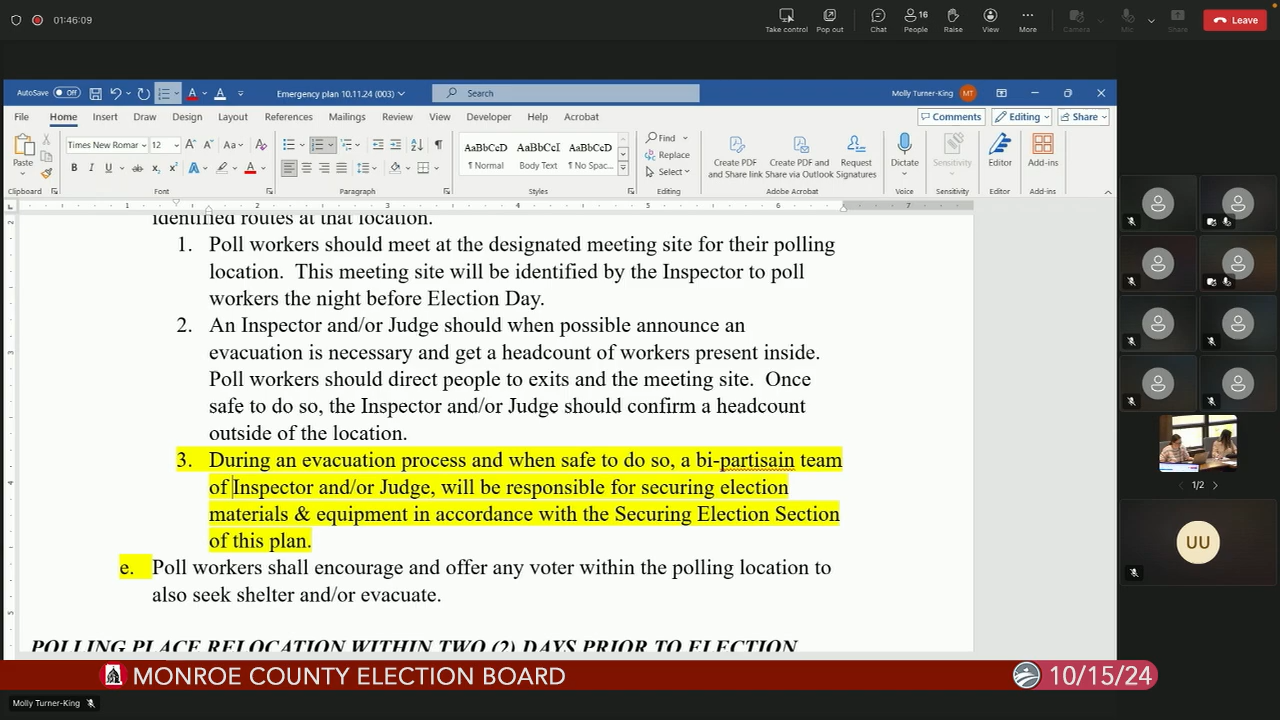 01:46:09
Take control
Pop out
Chat
16
People
Raise
View
More
Camera
Mic
Share
Leave
AutoSave Off
Emergency plan 10.11.24 (003)
Search
Molly Turner-King
MT
File Home Insert Draw Design Layout References Mailings Review View Developer Help Acrobat
Comments
Editing
Share
Paste
Times New Romar
12
Clipboard
Font
Paragraph
AaBbCcD AaBbCcI AaBbCcD
¶ Normal Body Text ¶ No Spac...
Styles
Find
Replace
Select
Editing
Create PDF and Share link
Create PDF and Share via Outlook
Request Signatures
Adobe Acrobat
Dictate
Voice
Sensitivity
Sensitivity
Editor
Editor
Add-ins
Add-ins
1 2 3 4 5 6 7
identified routes at that location.
1. Poll workers should meet at the designated meeting site for their polling
location. This meeting site will be identified by the Inspector to poll
workers the night before Election Day.
2. An Inspector and/or Judge should when possible announce an
evacuation is necessary and get a headcount of workers present inside.
Poll workers should direct people to exits and the meeting site. Once
safe to do so, the Inspector and/or Judge should confirm a headcount
outside of the location.
3. During an evacuation process and when safe to do so, a bi-partisain team
of Inspector and/or Judge, will be responsible for securing election
materials & equipment in accordance with the Securing Election Section
of this plan.
e. Poll workers shall encourage and offer any voter within the polling location to
also seek shelter and/or evacuate.
POLLING PLACE RELOCATION WITHIN TWO (2) DAYS PRIOR TO ELECTION
1/2
UU
MONROE COUNTY ELECTION BOARD
10/15/24
Molly Turner-King